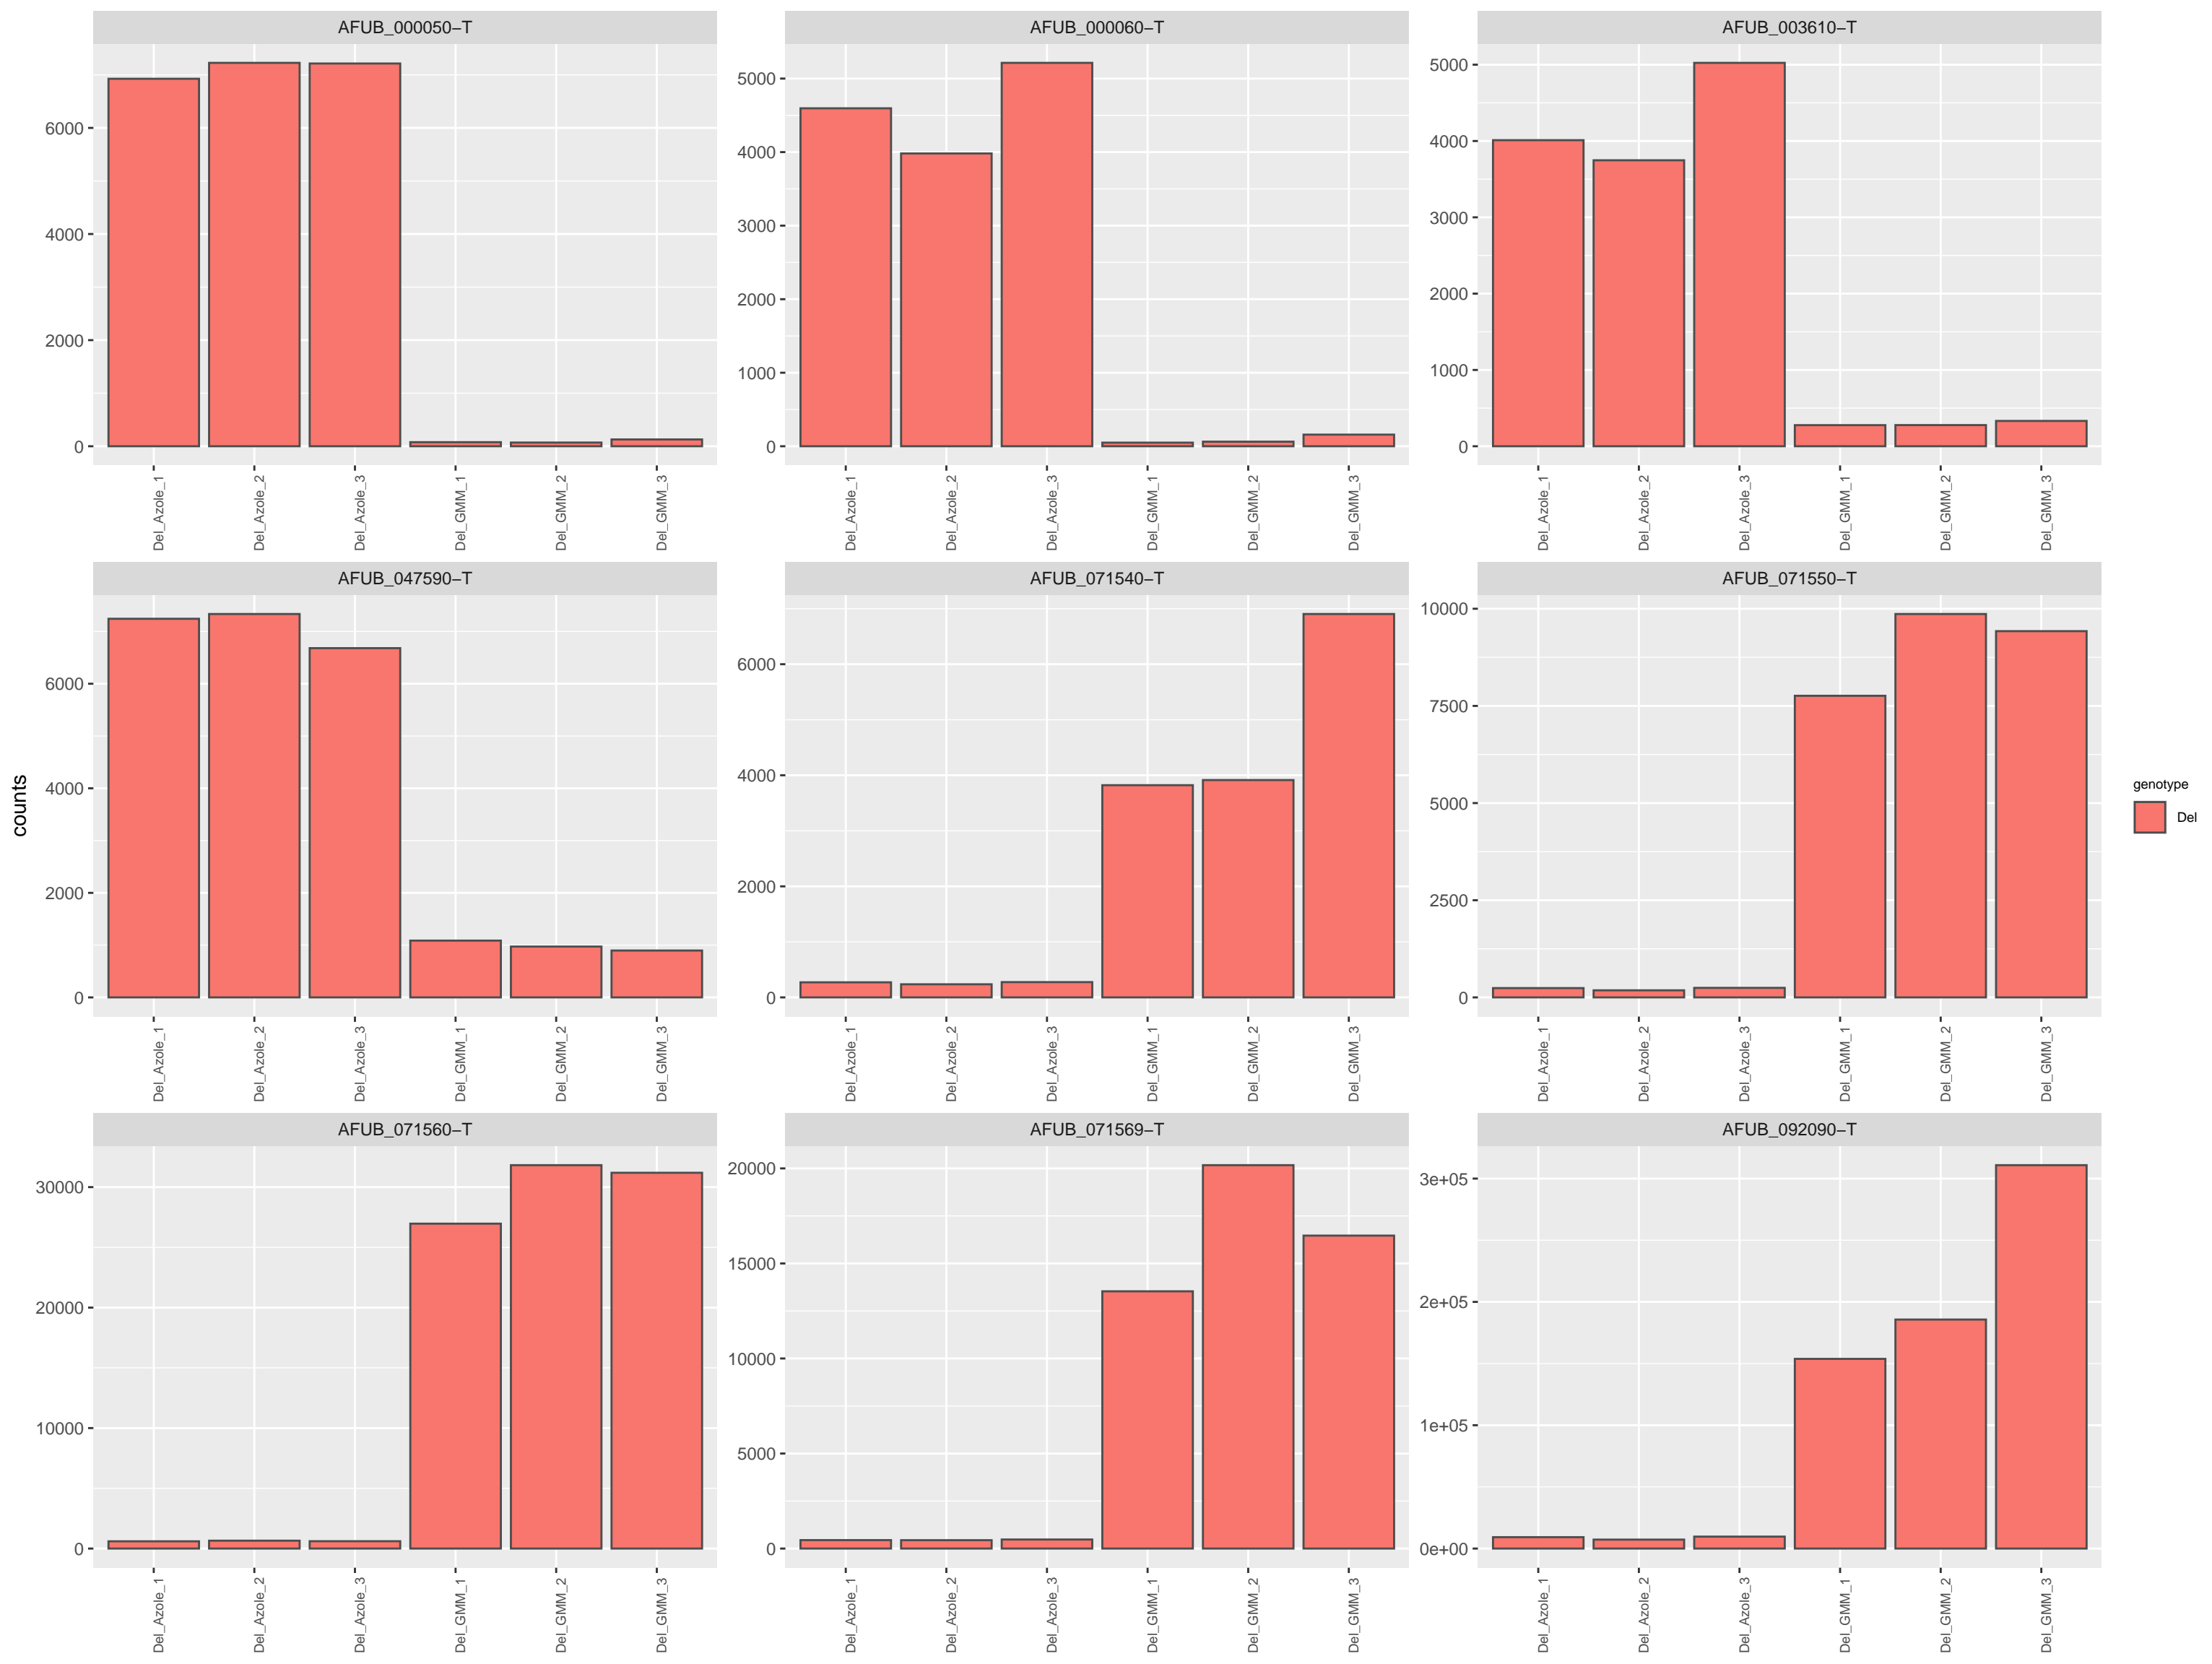 AFUB_000050−T
AFUB_000060−T
AFUB_003610−T
6000
4000
2000
0
5000
4000
3000
2000
1000
0
5000
4000
3000
2000
1000
0
Del_Azole_1
Del_Azole_2
Del_Azole_3
Del_GMM_1
Del_GMM_2
Del_GMM_3
Del_Azole_1
Del_Azole_2
Del_Azole_3
Del_GMM_1
Del_GMM_2
Del_GMM_3
Del_Azole_1
Del_Azole_2
Del_Azole_3
Del_GMM_1
Del_GMM_2
Del_GMM_3
counts
AFUB_047590−T
AFUB_071540−T
AFUB_071550−T
6000
4000
2000
0
6000
4000
2000
0
10000
7500
5000
2500
0
Del_Azole_1
Del_Azole_2
Del_Azole_3
Del_GMM_1
Del_GMM_2
Del_GMM_3
Del_Azole_1
Del_Azole_2
Del_Azole_3
Del_GMM_1
Del_GMM_2
Del_GMM_3
Del_Azole_1
Del_Azole_2
Del_Azole_3
Del_GMM_1
Del_GMM_2
Del_GMM_3
genotype
Del
AFUB_071560−T
AFUB_071569−T
AFUB_092090−T
30000
20000
10000
0
20000
15000
10000
5000
0
3e+05
2e+05
1e+05
0e+00
Del_Azole_1
Del_Azole_2
Del_Azole_3
Del_GMM_1
Del_GMM_2
Del_GMM_3
Del_Azole_1
Del_Azole_2
Del_Azole_3
Del_GMM_1
Del_GMM_2
Del_GMM_3
Del_Azole_1
Del_Azole_2
Del_Azole_3
Del_GMM_1
Del_GMM_2
Del_GMM_3